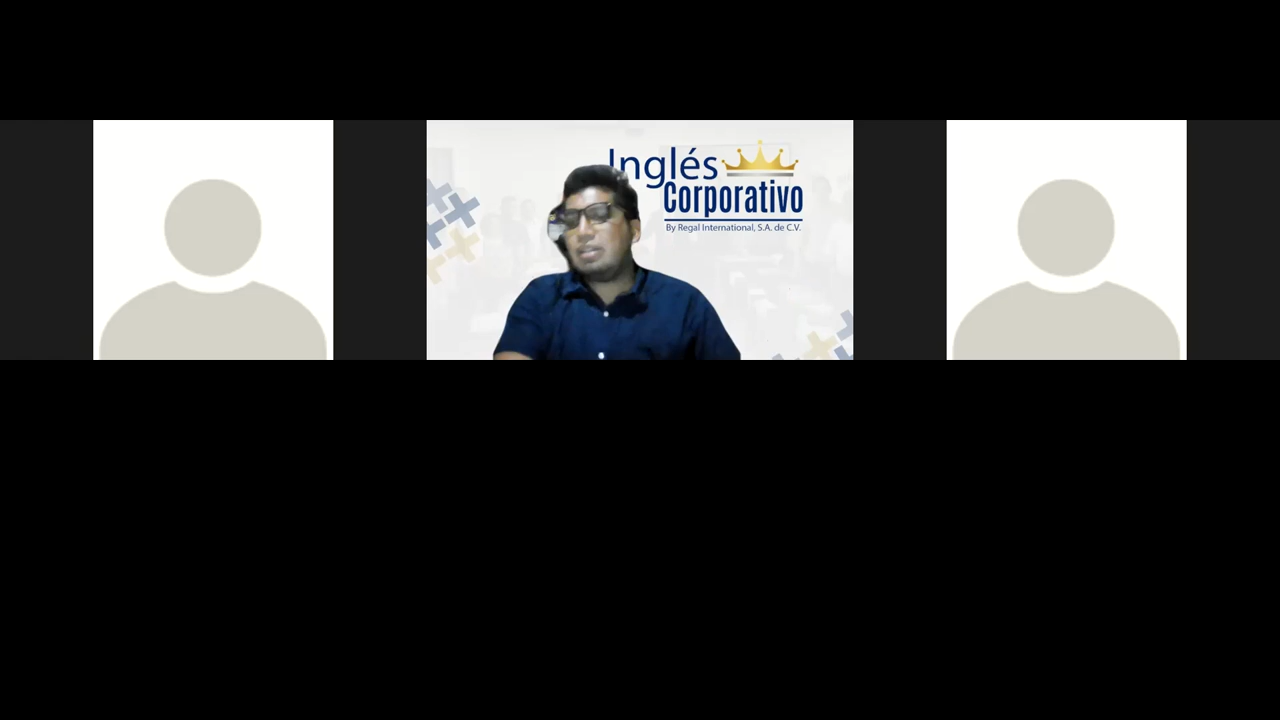 Inglés
Corporativo
By Regal International, S.A. de C.V.